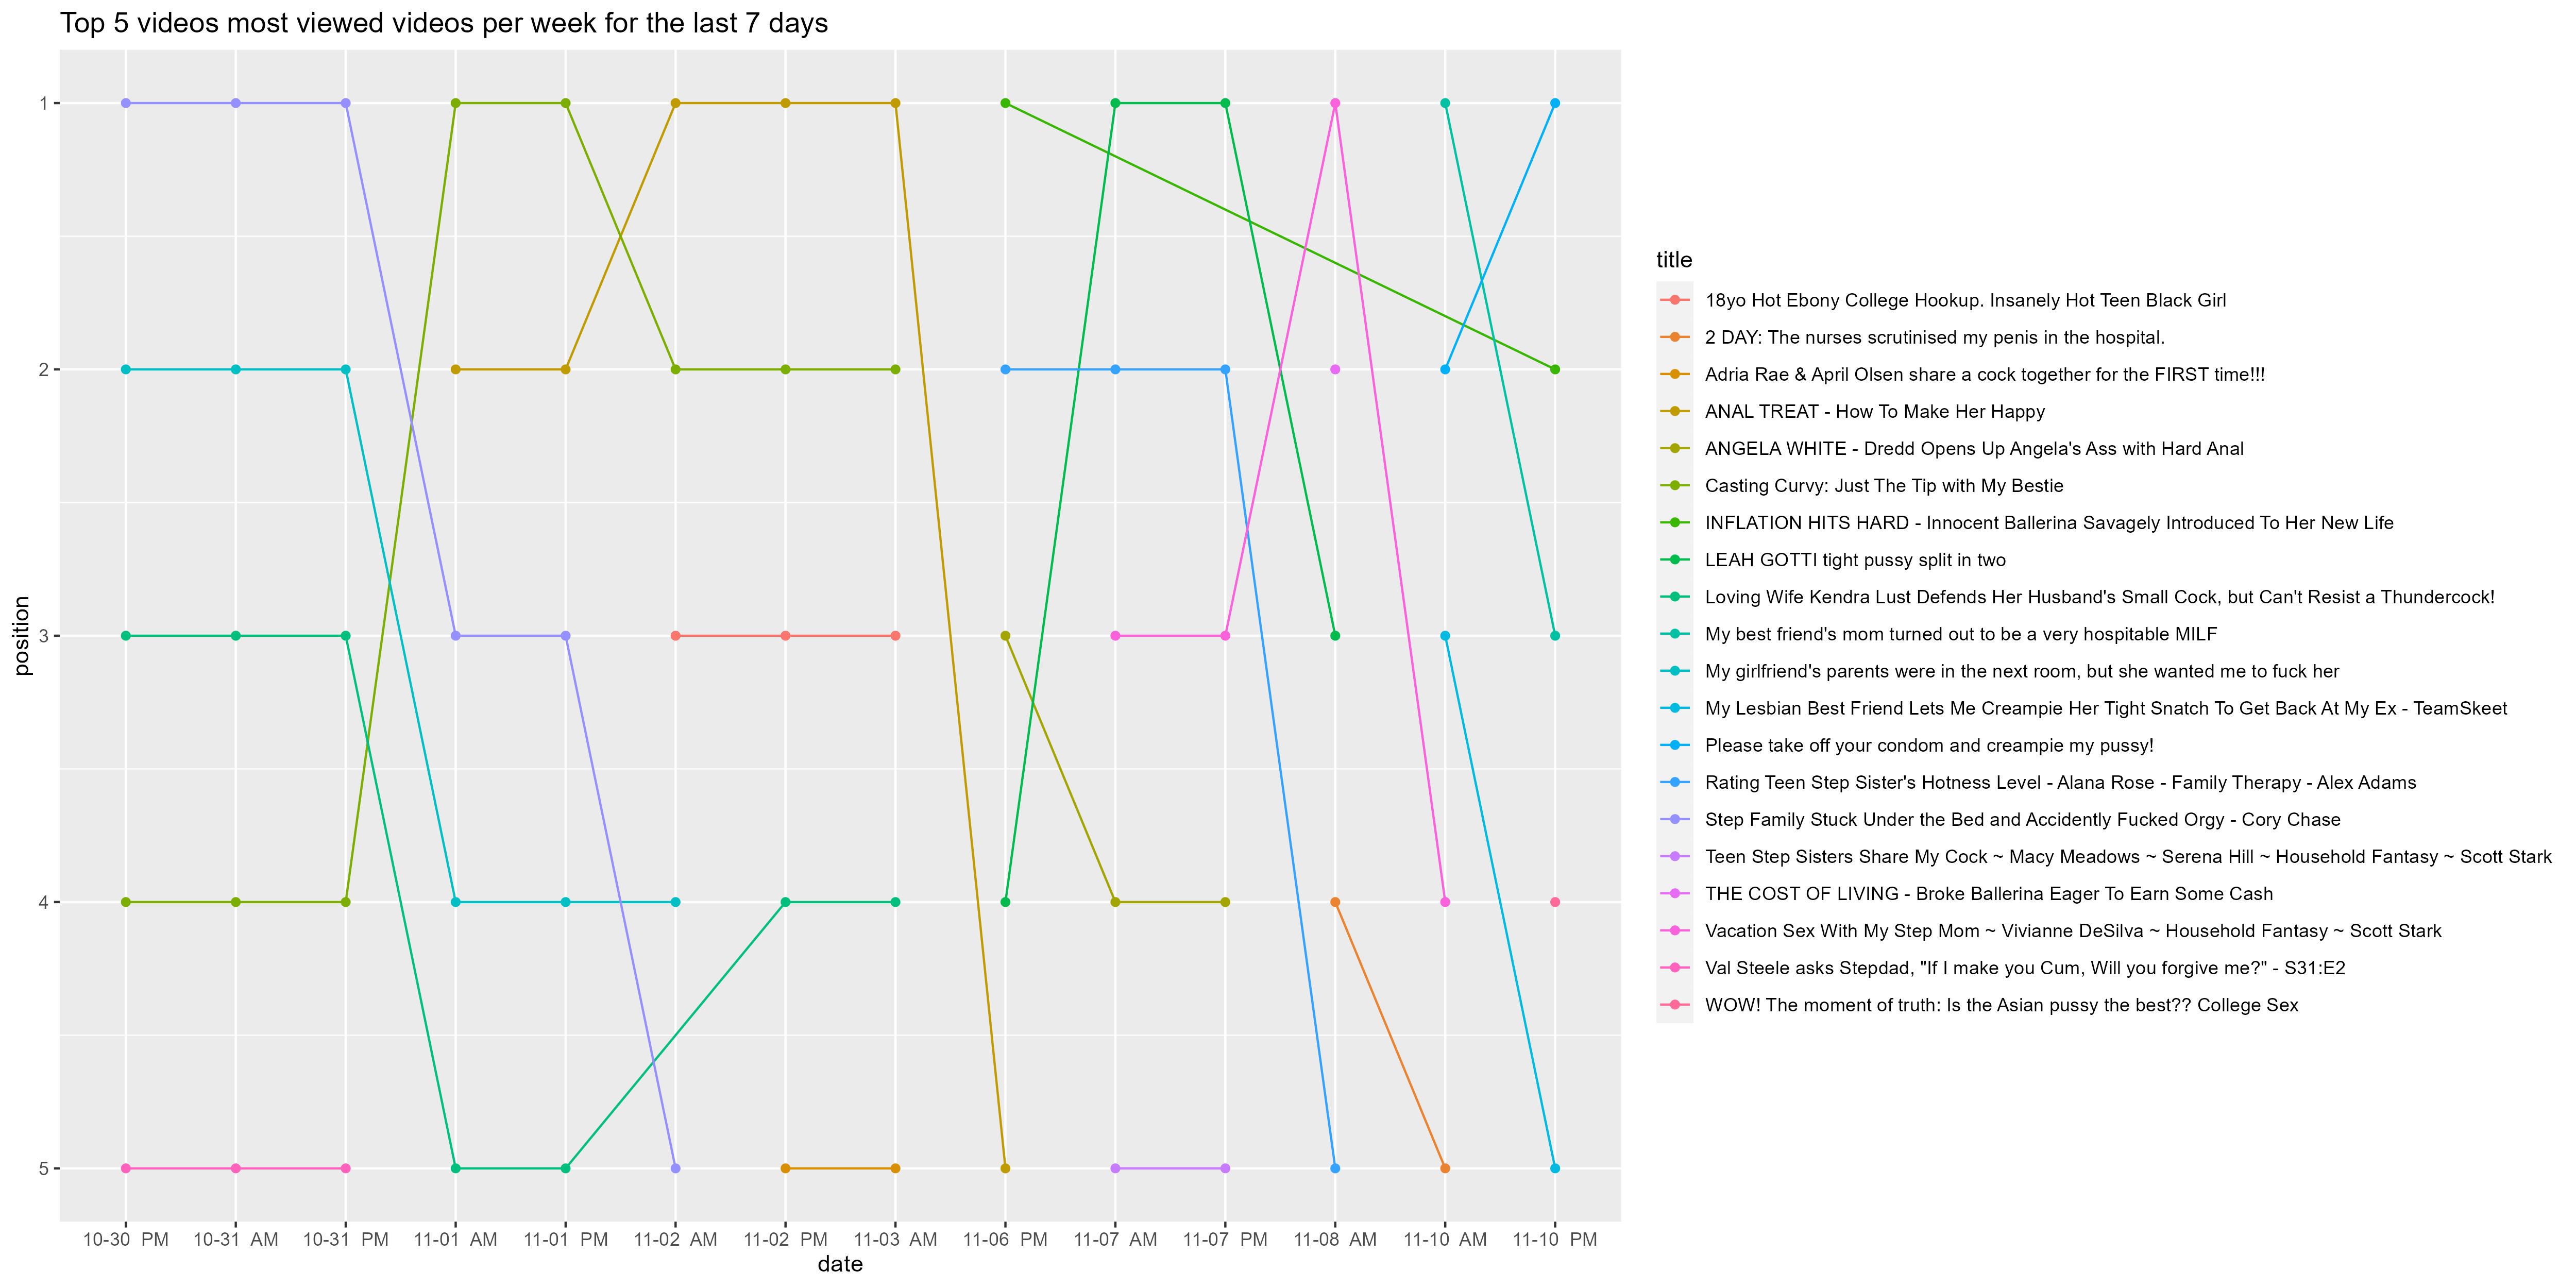 Top 5 videos most viewed videos per week for the last 7 days
position
1
2
3
4
5
10-30 PM
10-31 AM
10-31 PM
11-01 AM
11-01 PM
11-02 AM
11-02 PM
11-03 AM
11-06 PM
11-07 AM
11-07 PM
11-08 AM
11-10 AM
11-10 PM
date
title
18yo Hot Ebony College Hookup. Insanely Hot Teen Black Girl
2 DAY: The nurses scrutinised my penis in the hospital.
Adria Rae & April Olsen share a cock together for the FIRST time!!!
ANAL TREAT - How To Make Her Happy
ANGELA WHITE - Dredd Opens Up Angela's Ass with Hard Anal
Casting Curvy: Just The Tip with My Bestie
INFLATION HITS HARD - Innocent Ballerina Savagely Introduced To Her New Life
LEAH GOTTI tight pussy split in two
Loving Wife Kendra Lust Defends Her Husband's Small Cock, but Can't Resist a Thundercock!
My best friend's mom turned out to be a very hospitable MILF
My girlfriend's parents were in the next room, but she wanted me to fuck her
My Lesbian Best Friend Lets Me Creampie Her Tight Snatch To Get Back At My Ex - TeamSkeet
Please take off your condom and creampie my pussy!
Rating Teen Step Sister's Hotness Level - Alana Rose - Family Therapy - Alex Adams
Step Family Stuck Under the Bed and Accidently Fucked Orgy - Cory Chase
Teen Step Sisters Share My Cock ~ Macy Meadows ~ Serena Hill ~ Household Fantasy ~ Scott Stark
THE COST OF LIVING - Broke Ballerina Eager To Earn Some Cash
Vacation Sex With My Step Mom ~ Vivianne DeSilva ~ Household Fantasy ~ Scott Stark
Val Steele asks Stepdad, "If I make you Cum, Will you forgive me?" - S31:E2
WOW! The moment of truth: Is the Asian pussy the best?? College Sex